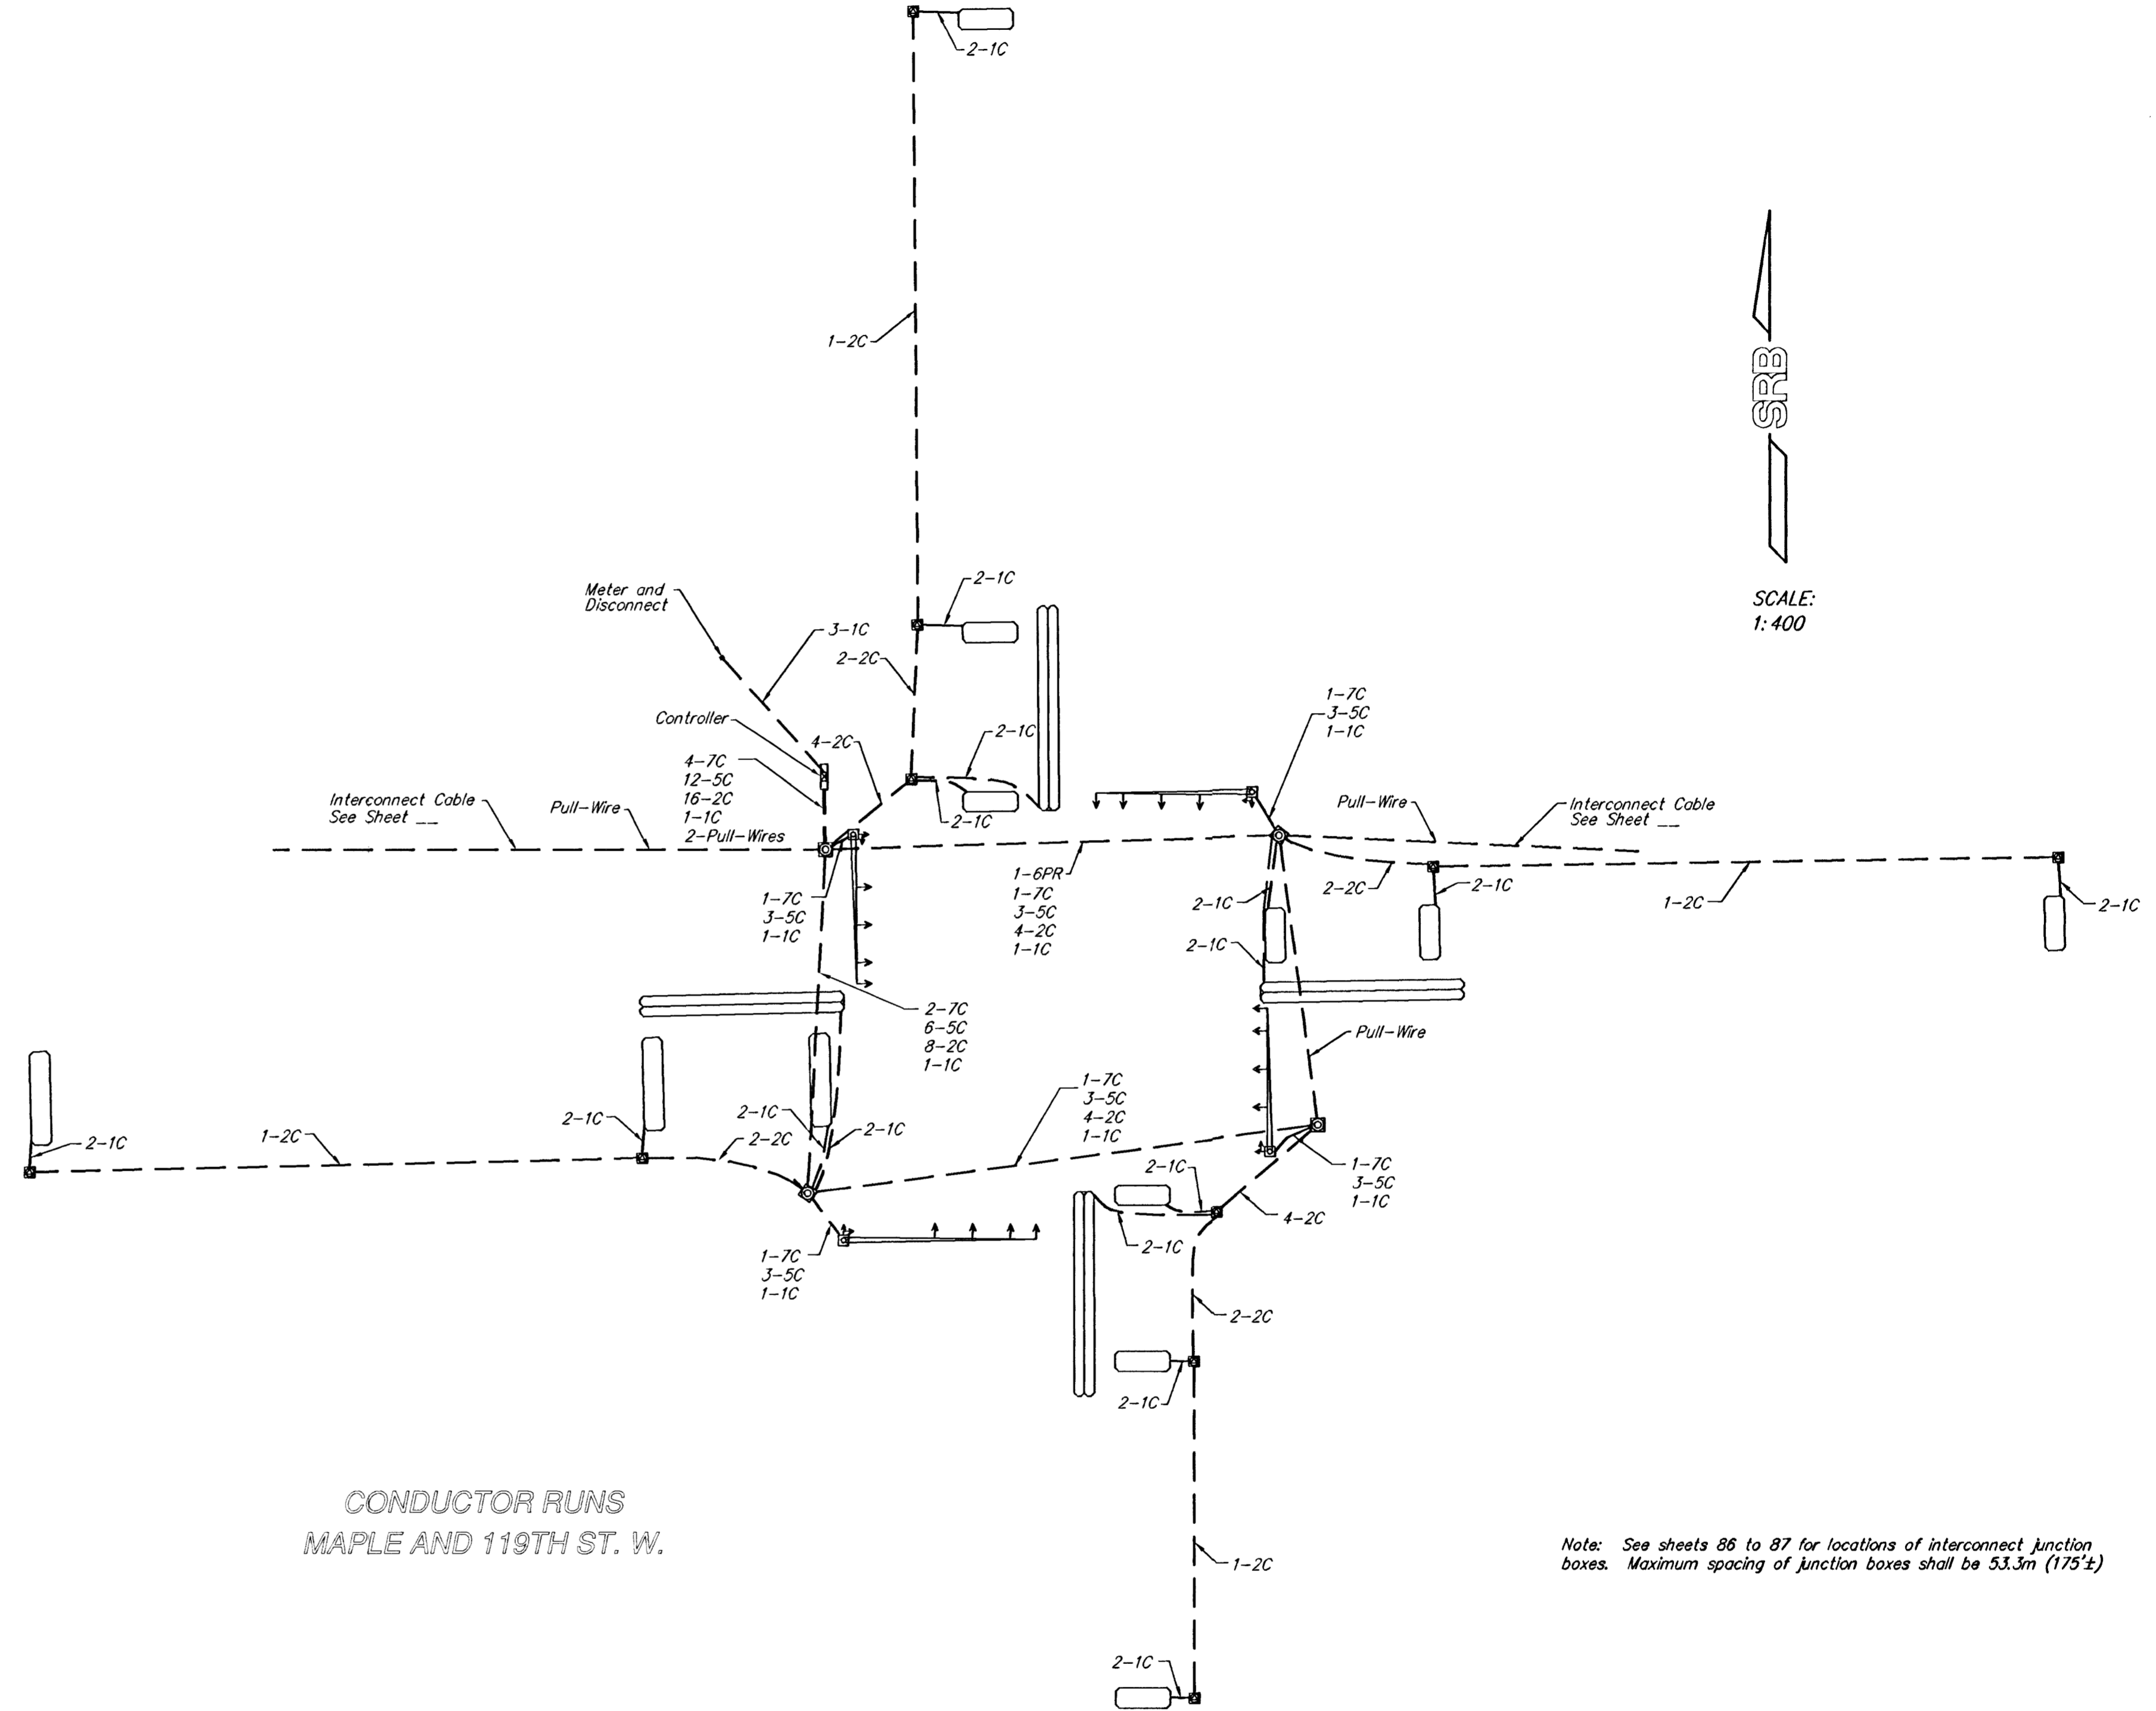 2-1C
1-2C
SRB
SCALE:
1:400
Meter and
Disconnect
3-1C
2-1C
2-2C
Controller
4-2C
2-1C
4-7C
12-5C
16-2C
1-1C
2-Pull-Wires
1-7C
3-5C
1-1C
Interconnect Cable
See Sheet __
Pull-Wire
2-1C
Pull-Wire
Interconnect Cable
See Sheet __
1-7C
3-5C
1-1C
1-6PR
1-7C
3-5C
4-2C
1-1C
2-1C
2-1C
2-2C
2-1C
1-2C
2-1C
2-7C
6-5C
8-2C
1-1C
Pull-Wire
1-7C
3-5C
4-2C
1-1C
2-1C
1-2C
2-1C
2-1C
2-2C
2-1C
2-1C
1-7C
3-5C
1-1C
4-2C
2-1C
1-7C
3-5C
1-1C
2-2C
2-1C
1-2C
2-1C
CONDUCTOR RUNS
MAPLE AND 119TH ST. W.
Note: See sheets 86 to 87 for locations of interconnect junction
boxes. Maximum spacing of junction boxes shall be 53.3m (175'±)